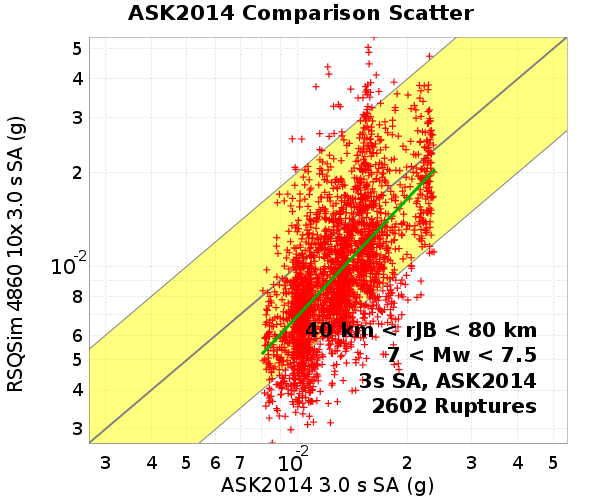 ASK2014 Comparison Scatter
RSQSim 4860 10x 3.0 s SA (g)
5
4
3
2
10-2
8
6
5
4
3
40 km < rJB < 80 km
7 < Mw < 7.5
3s SA, ASK2014
2602 Ruptures
3 4 5 6 7 10-2 2 3 4 5
ASK2014 3.0 s SA (g)